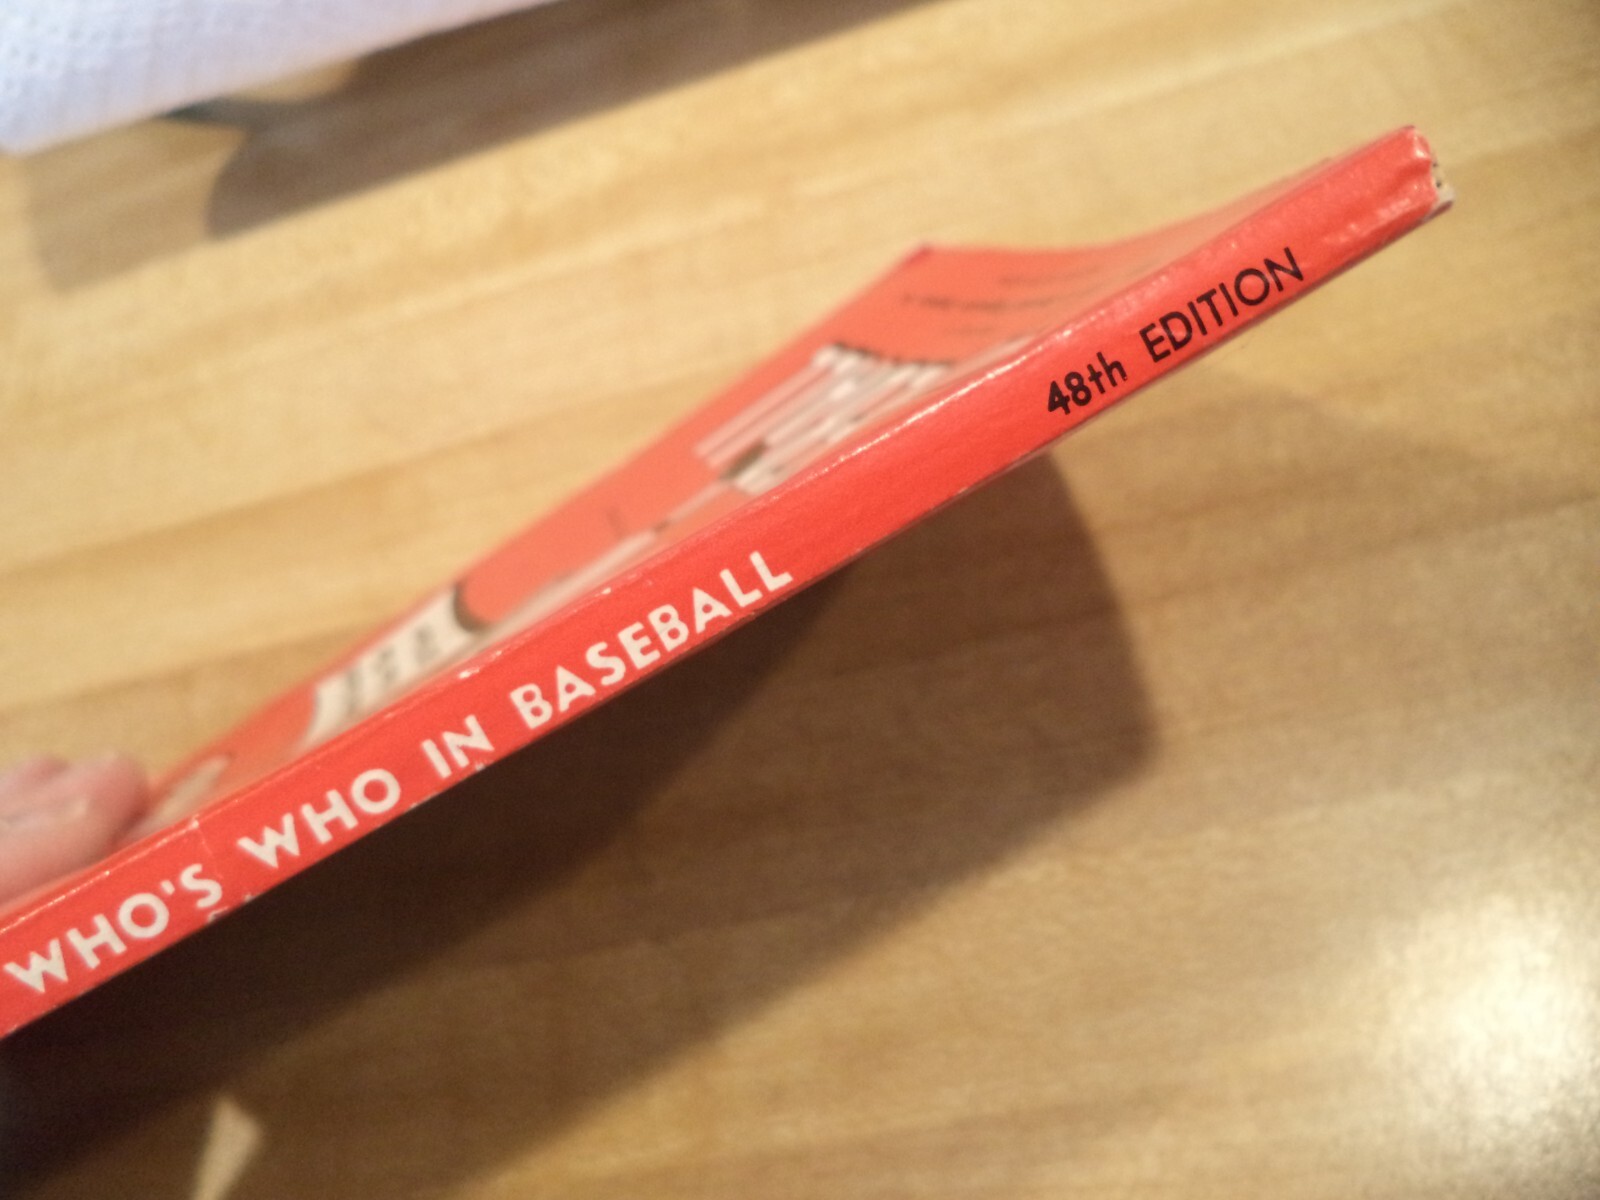 WHO'S WHO IN BASEBALL
48th EDITION